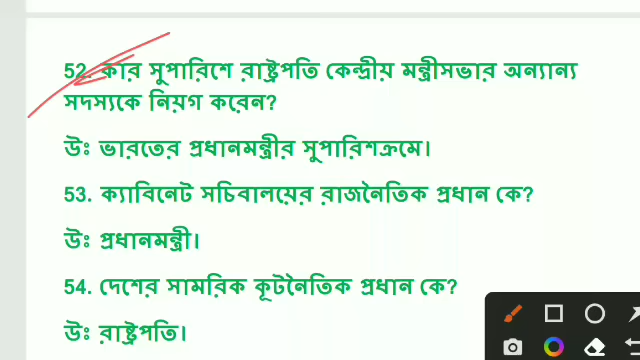 52. কার সুপারিশে রাষ্ট্রপতি কেন্দ্রীয় মন্ত্রীসভার অন্যান্য
সদস্যকে নিয়গ করেন?
উঃ ভারতের প্রধানমন্ত্রীর সুপারিশক্রমে।
53. ক্যাবিনেট সচিবালয়ের রাজনৈতিক প্রধান কে?
উঃ প্রধানমন্ত্রী।
54. দেশের সামরিক কূটনৈতিক প্রধান কে?
উঃ রাষ্ট্রপতি।